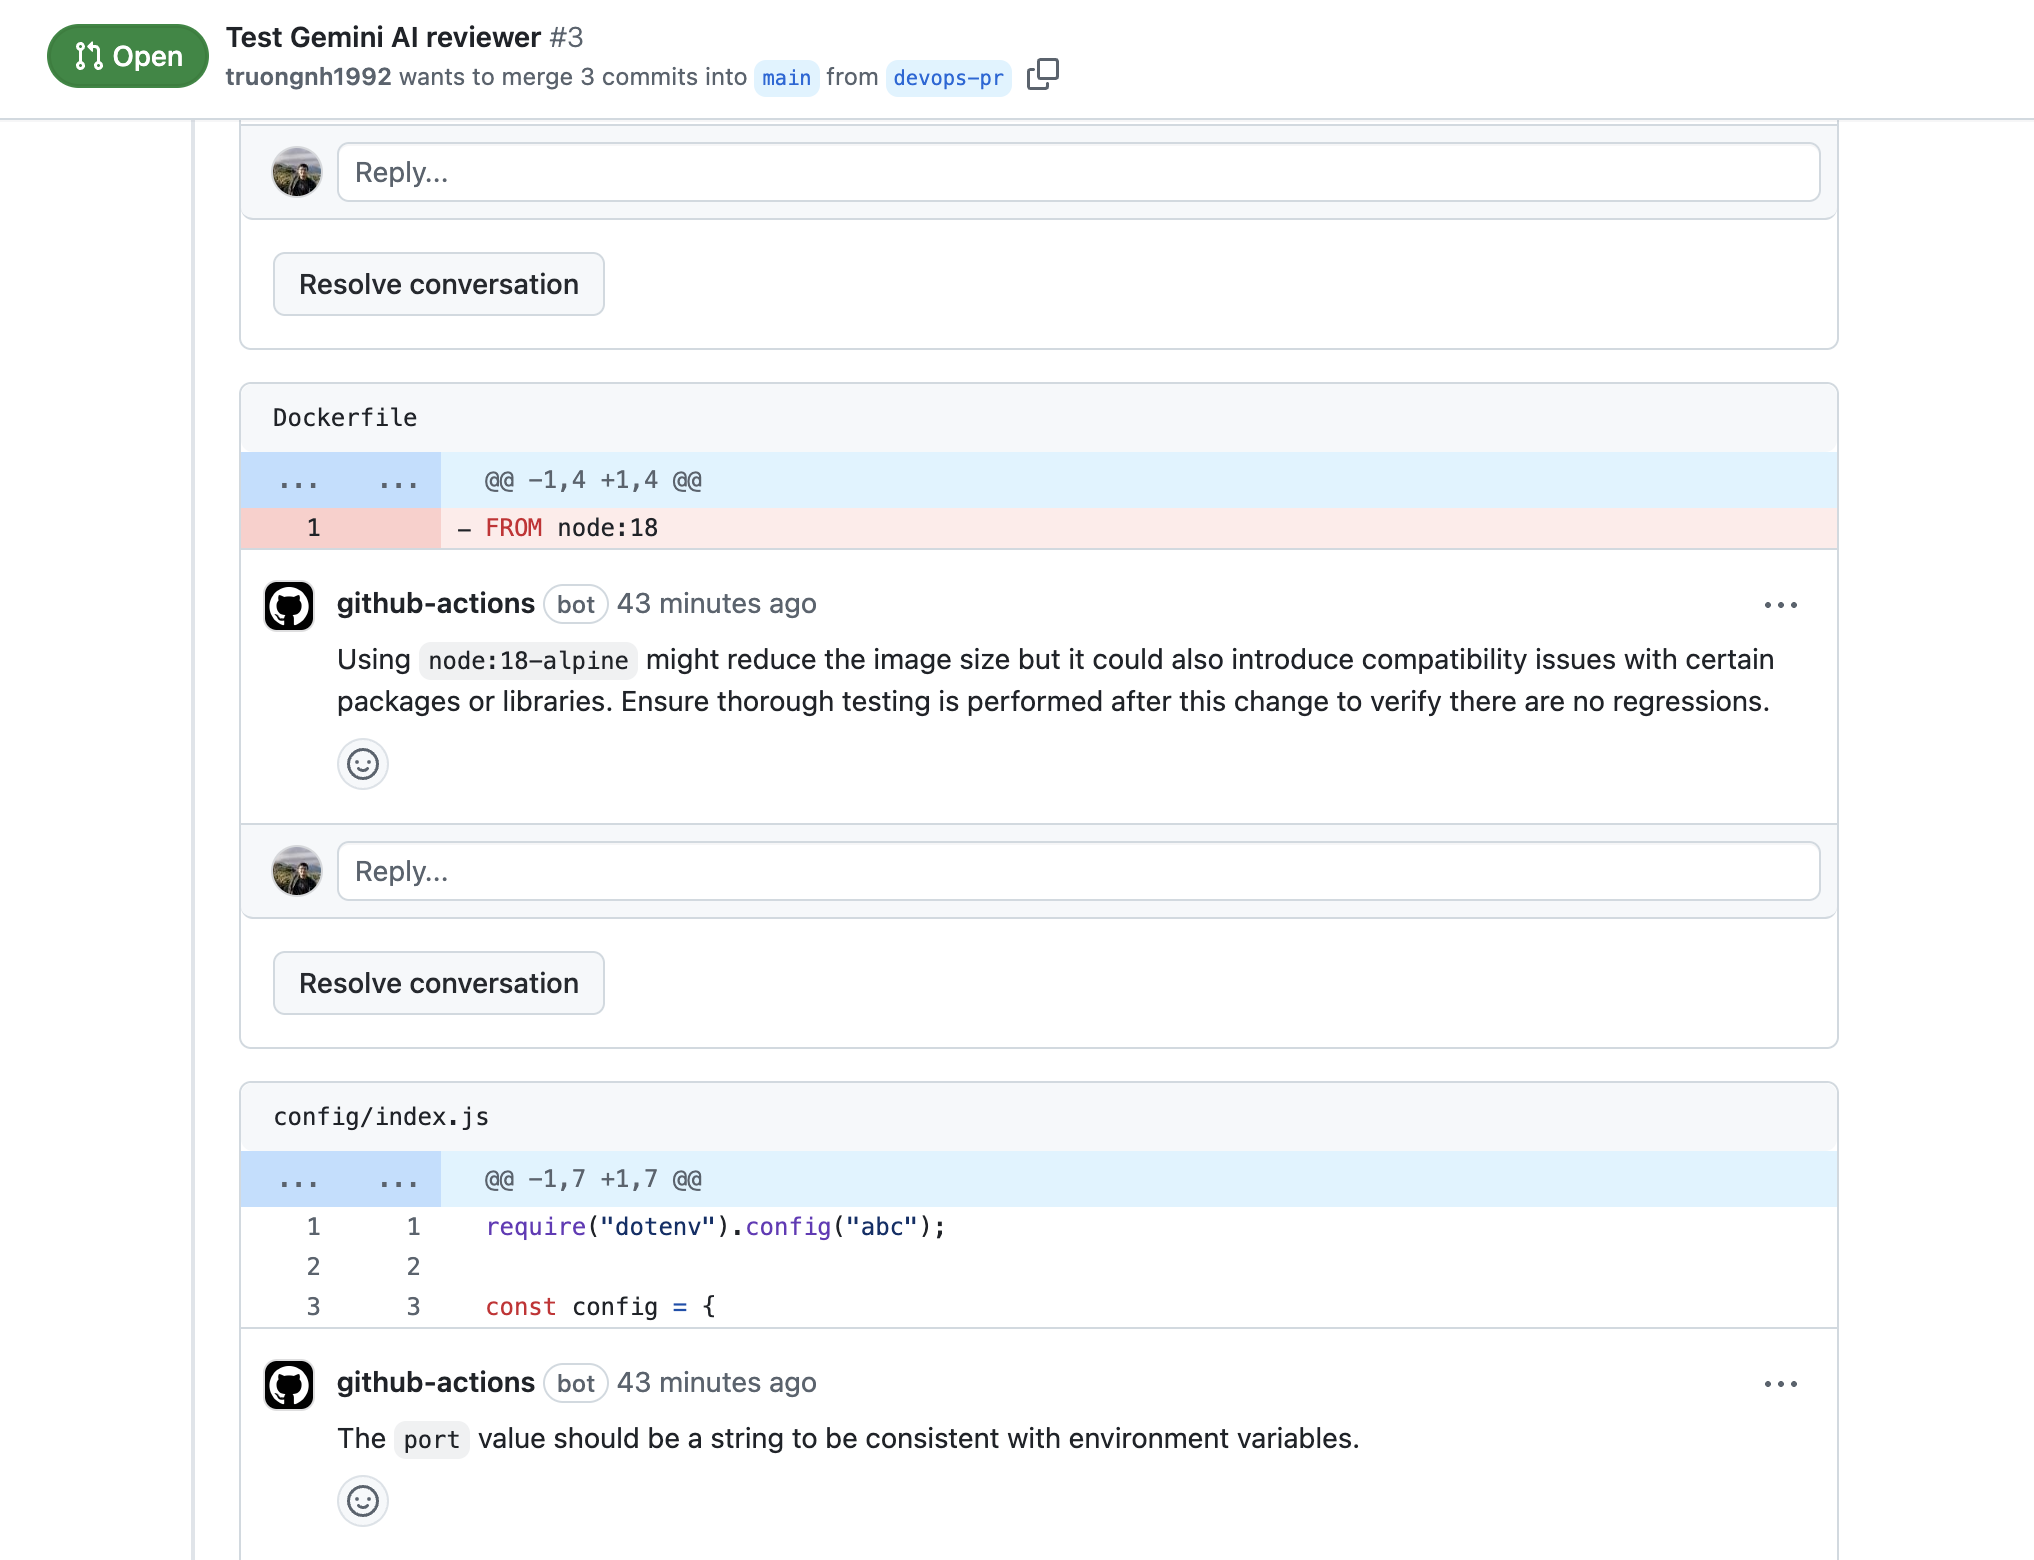 Open
Test Gemini AI reviewer #3
truongnh1992 wants to merge 3 commits into main from devops-pr
Reply...
Resolve conversation
Dockerfile
... ... @@ -1,4 +1,4 @@
1 - FROM node:18
github-actions bot 43 minutes ago
Using node:18-alpine might reduce the image size but it could also introduce compatibility issues with certain
packages or libraries. Ensure thorough testing is performed after this change to verify there are no regressions.
Reply...
Resolve conversation
config/index.js
... ... @@ -1,7 +1,7 @@
1 1 require("dotenv").config("abc");
2 2
3 3 const config = {
github-actions bot 43 minutes ago
The port value should be a string to be consistent with environment variables.